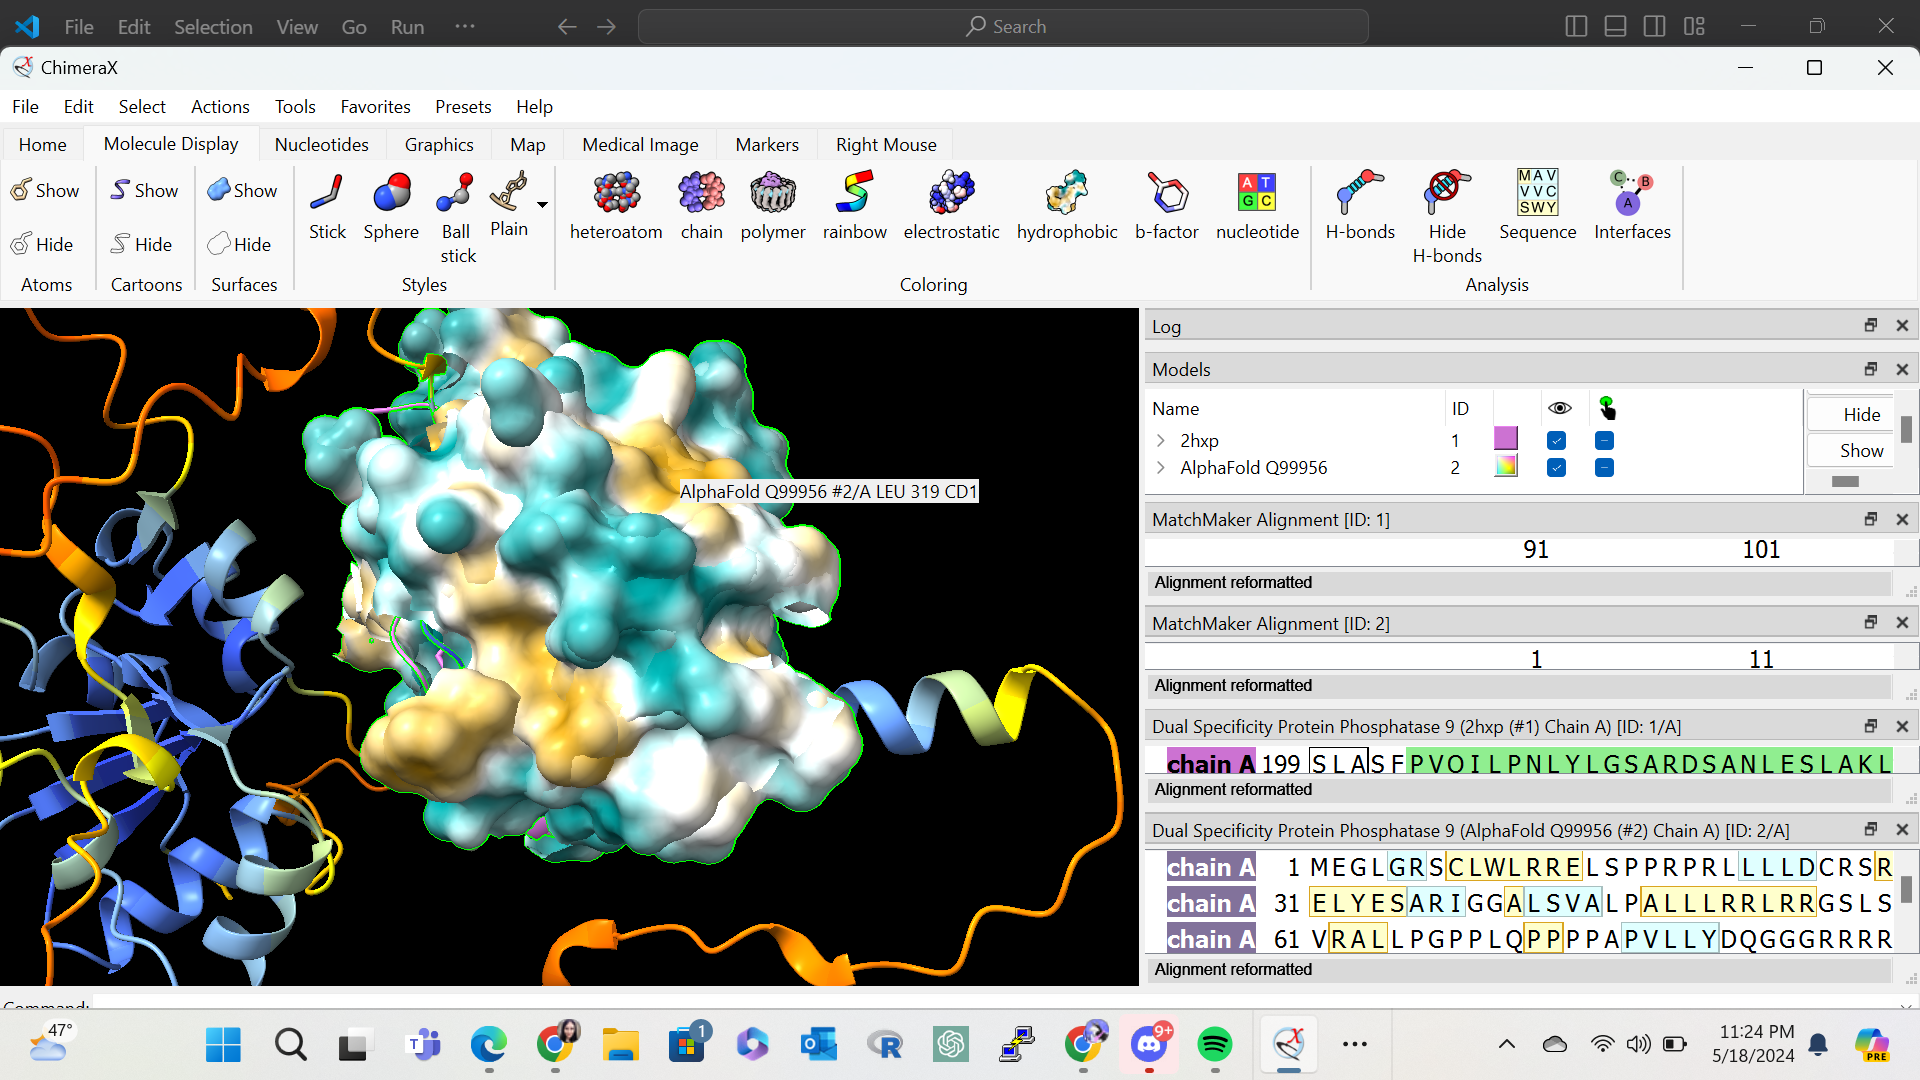 File Edit Selection View Go Run ··· Search
ChimeraX
File Edit Select Actions Tools Favorites Presets Help
Home Molecule Display Nucleotides Graphics Map Medical Image Markers Right Mouse
Show Show Show
Hide Hide Hide
Atoms Cartoons Surfaces
Stick Sphere Ball stick Plain
Styles
heteroatom chain polymer rainbow electrostatic hydrophobic b-factor nucleotide
A T
G C
Coloring
MAV
VVC
SWY
C B
A
H-bonds Hide H-bonds Sequence Interfaces
Analysis
AlphaFold Q99956 #2/A LEU 319 CD1
Log
Models
Name ID
Hide
2hxp 1
Show
AlphaFold Q99956 2
MatchMaker Alignment [ID: 1]
91 101
Alignment reformatted
MatchMaker Alignment [ID: 2]
1 11
Alignment reformatted
Dual Specificity Protein Phosphatase 9 (2hxp (#1) Chain A) [ID: 1/A]
chain A 199 SLASFPVQILPNLYLGSARDSANLESLAKL
Alignment reformatted
Dual Specificity Protein Phosphatase 9 (AlphaFold Q99956 (#2) Chain A) [ID: 2/A]
chain A 1 MEGLGRSCLWLRRELSPPRPRLLLLDCRSR
chain A 31 ELYESARIGGALSVALPALLLRRLRRGSLS
chain A 61 VRALLPGPPLQPPPPAPVLLYDQGGGRRRR
Alignment reformatted
Command:
47°
T
1
R
9+
11:24 PM
5/18/2024
PRE